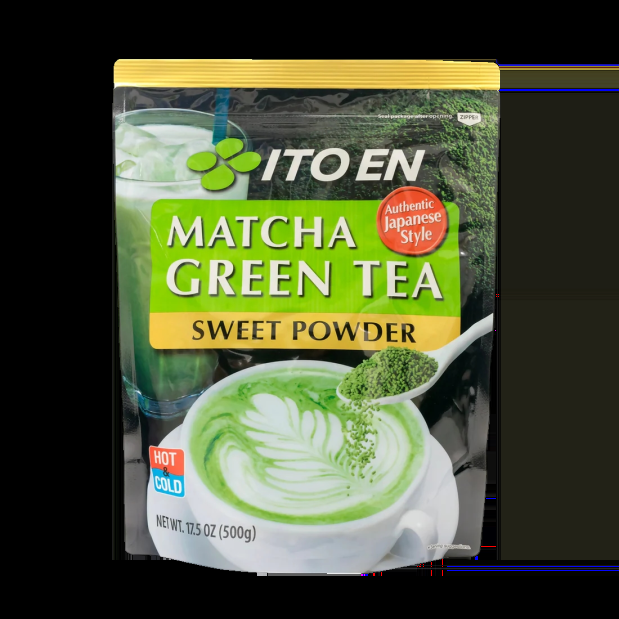 Seal package after opening
ZIPPER
ITO EN
Authentic
Japanese
Style
MATCHA
GREEN TEA
SWEET POWDER
HOT
&
COLD
NET WT. 17.5 OZ (500g)